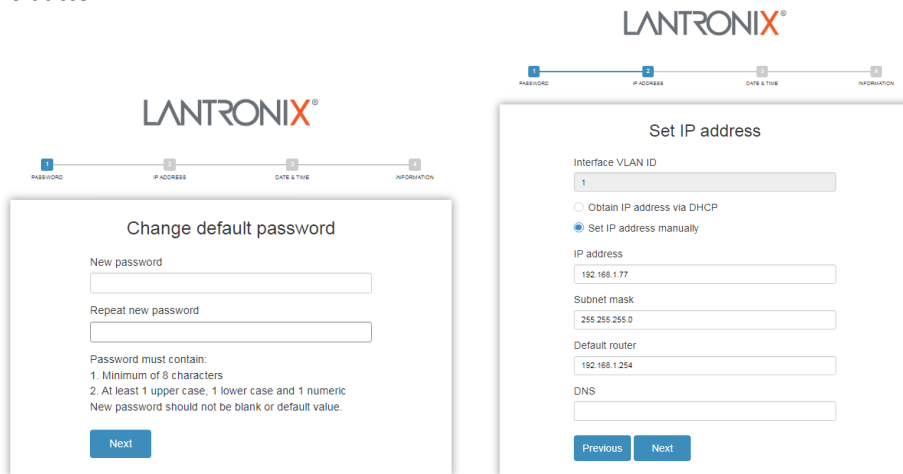 LANTRONIX®
1 2 3 4
PASSWORD IP ADDRESS DATE & TIME INFORMATION
Change default password
New password
Repeat new password
Password must contain:
1. Minimum of 8 characters
2. At least 1 upper case, 1 lower case and 1 numeric
New password should not be blank or default value.
Next
LANTRONIX®
1 2 3 4
PASSWORD IP ADDRESS DATE & TIME INFORMATION
Set IP address
Interface VLAN ID
1
Obtain IP address via DHCP
Set IP address manually
IP address
192.168.1.77
Subnet mask
255.255.255.0
Default router
192.168.1.254
DNS
Previous Next